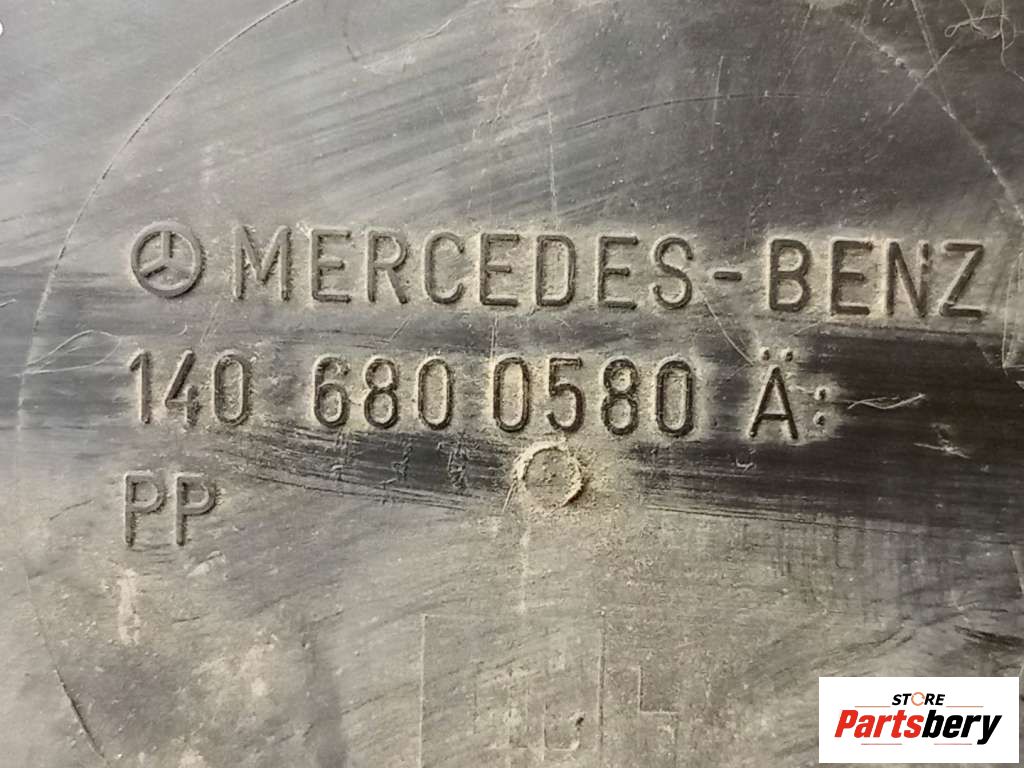 MERCEDES-BENZ
140 680 0580 Ä:
PP
STORE
Partsbery